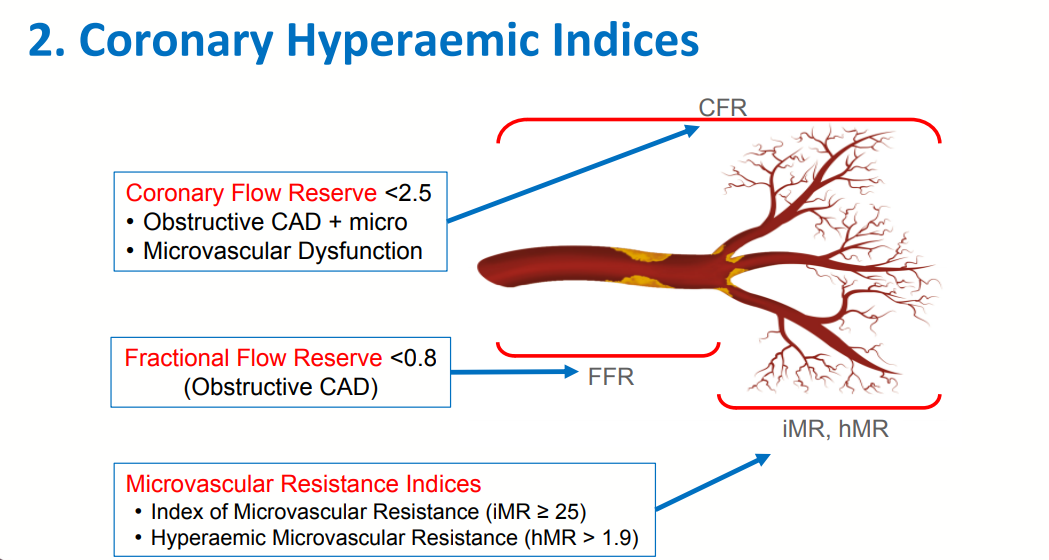 2. Coronary Hyperaemic Indices
CFR
Coronary Flow Reserve <2.5
• Obstructive CAD + micro
• Microvascular Dysfunction
Fractional Flow Reserve <0.8
(Obstructive CAD)
FFR
iMR, hMR
Microvascular Resistance Indices
• Index of Microvascular Resistance (iMR ≥ 25)
• Hyperaemic Microvascular Resistance (hMR > 1.9)